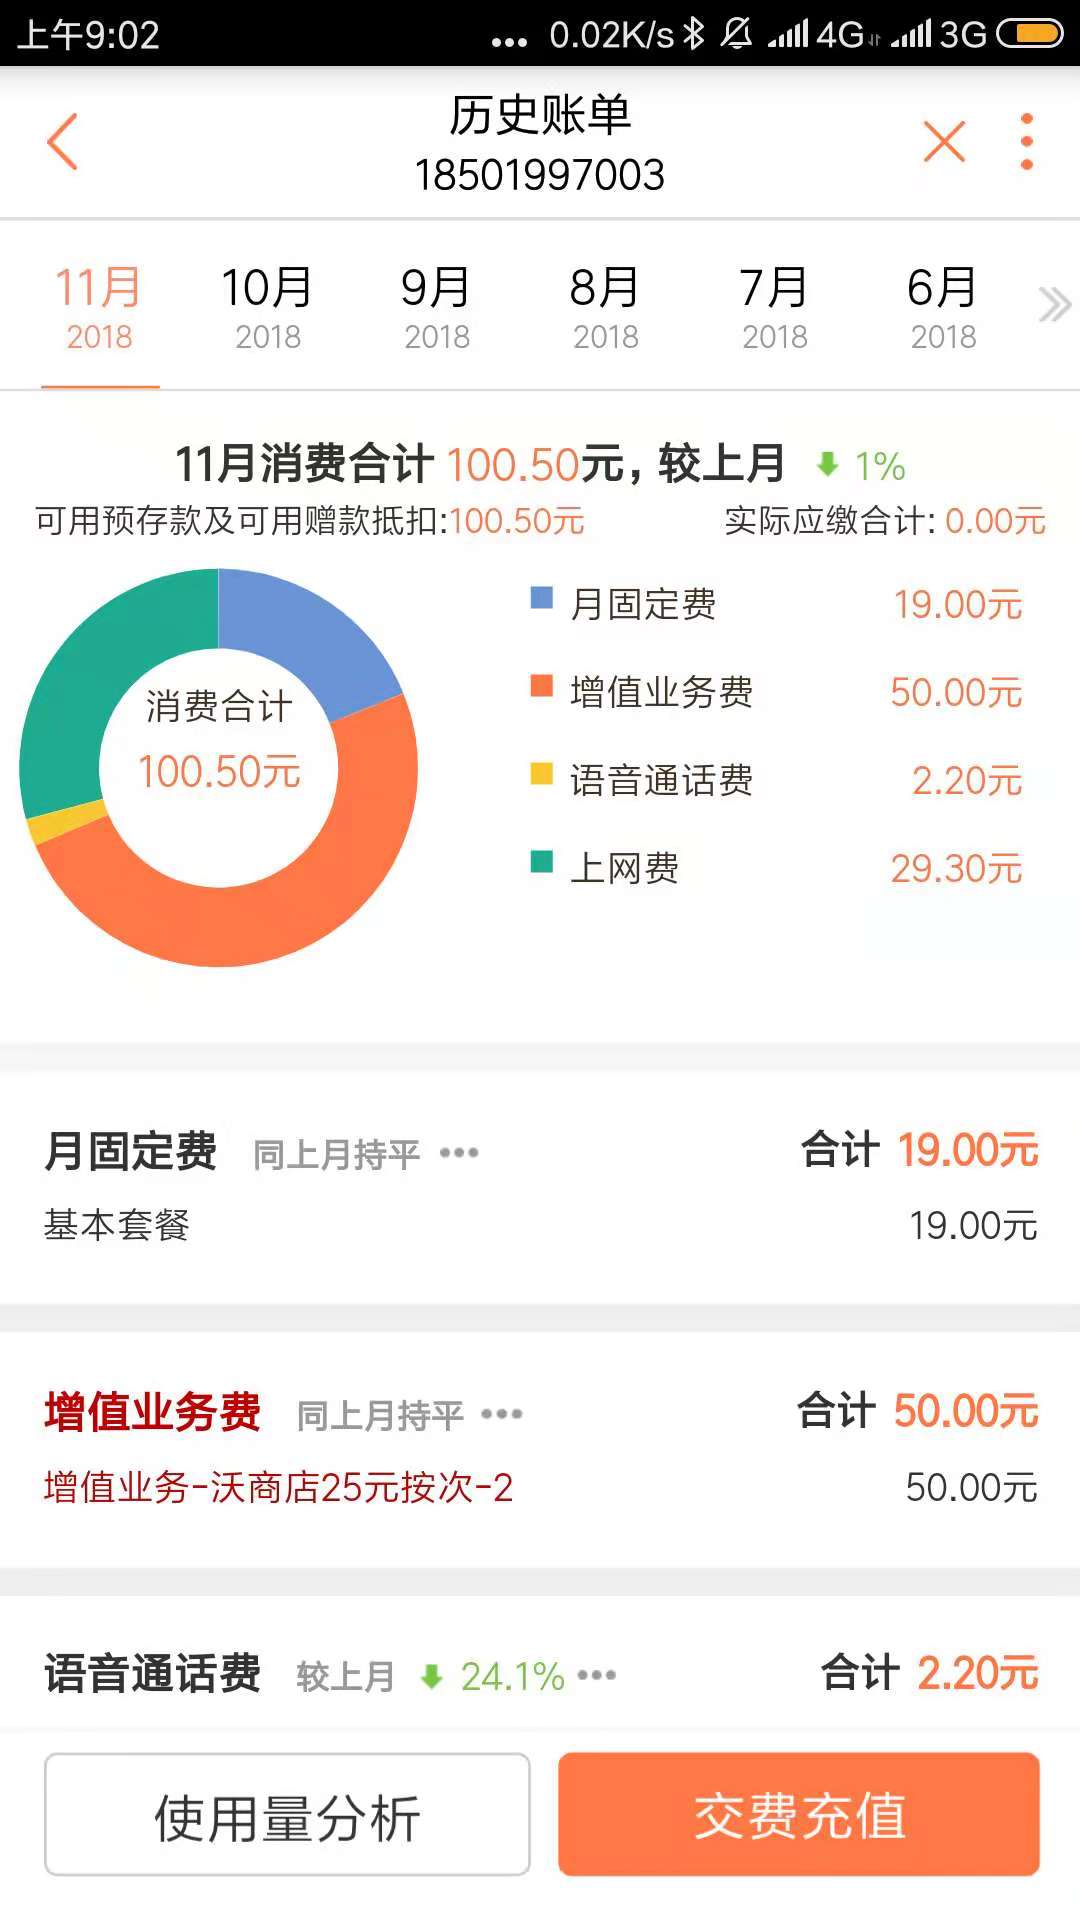 上午9:02 ... 0.02K/s 4G 3G
历史账单
18501997003
11月 10月 9月 8月 7月 6月
2018 2018 2018 2018 2018 2018
11月消费合计 100.50元，较上月 1%
可用预存款及可用赠款抵扣:100.50元 实际应缴合计: 0.00元
消费合计
100.50元
月固定费 19.00元
增值业务费 50.00元
语音通话费 2.20元
上网费 29.30元
月固定费 同上月持平 ••• 合计 19.00元
基本套餐 19.00元
增值业务费 同上月持平 ••• 合计 50.00元
增值业务-沃商店25元按次-2 50.00元
语音通话费 较上月 24.1% ••• 合计 2.20元
使用量分析 交费充值